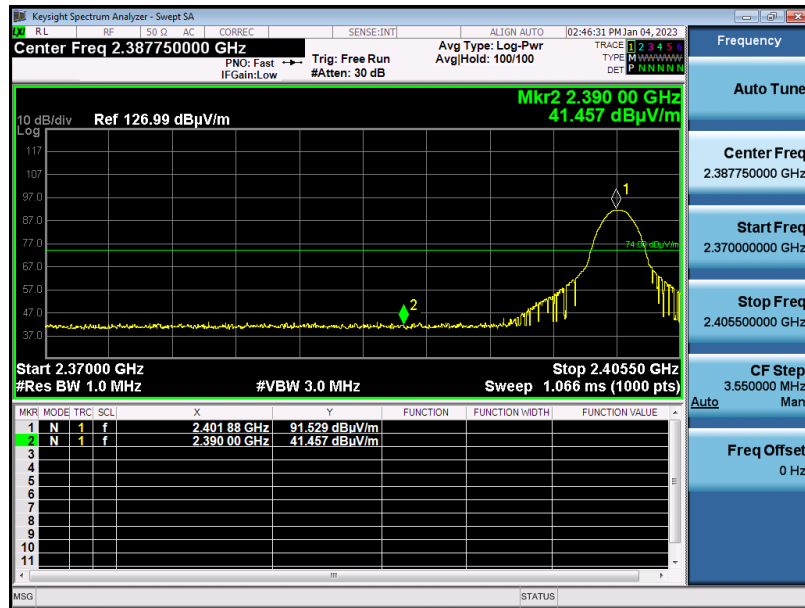 Keysight Spectrum Analyzer - Swept SA
LXI RL RF 50 Ω AC CORREC SENSE:INT ALIGN AUTO 02:46:31 PM Jan 04, 2023
Center Freq 2.387750000 GHz
PNO: Fast
IFGain:Low
Trig: Free Run
#Atten: 30 dB
Avg Type: Log-Pwr
Avg|Hold: 100/100
TRACE 1 2 3 4 5 6
TYPE M WWWWW
DET P N N N N N
Mkr2 2.390 00 GHz
41.457 dBµV/m
10 dB/div Ref 126.99 dBµV/m
Log
117
107
97.0
87.0
77.0
67.0
57.0
47.0
37.0
1
74.00 dBµV/m
2
Start 2.37000 GHz Stop 2.40550 GHz
#Res BW 1.0 MHz #VBW 3.0 MHz Sweep 1.066 ms (1000 pts)
MKR MODE TRC SCL X Y FUNCTION FUNCTION WIDTH FUNCTION VALUE
1 N 1 f 2.401 88 GHz 91.529 dBµV/m
2 N 1 f 2.390 00 GHz 41.457 dBµV/m
3
4
5
6
7
8
9
10
11
MSG STATUS
Frequency
Auto Tune
Center Freq
2.387750000 GHz
Start Freq
2.370000000 GHz
Stop Freq
2.405500000 GHz
CF Step
3.550000 MHz
Auto Man
Freq Offset
0 Hz